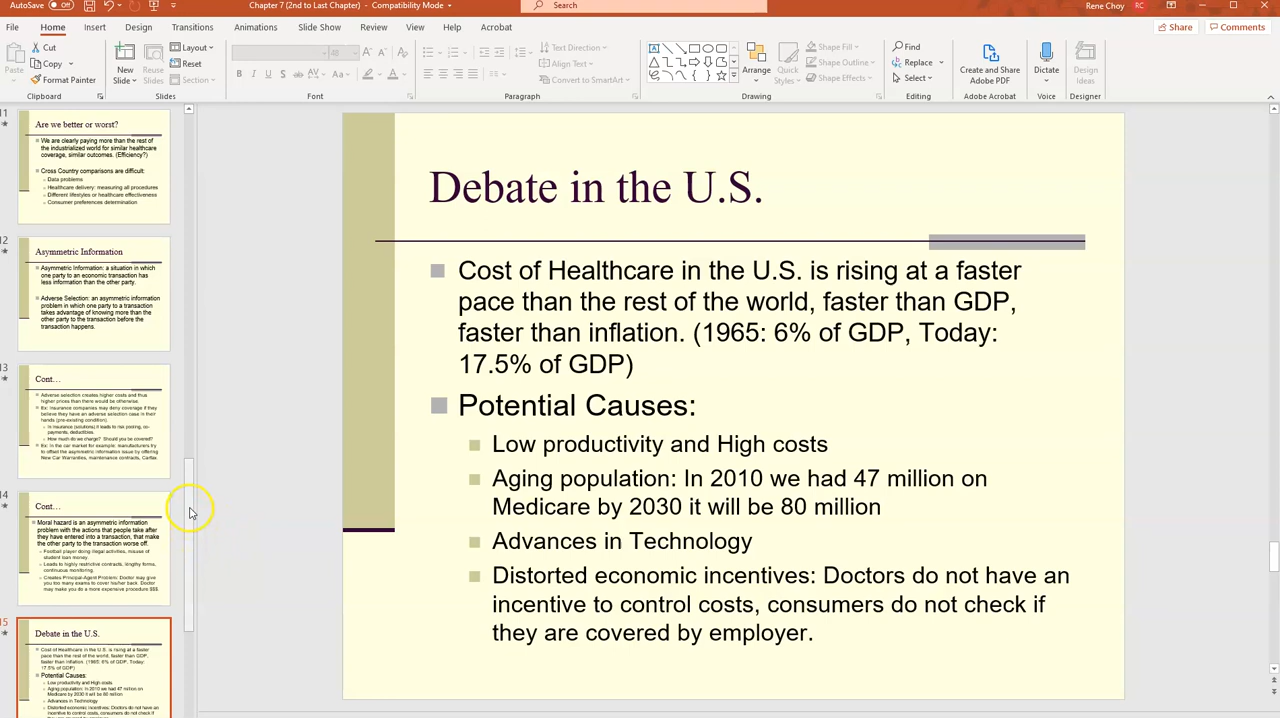 AutoSave Off Chapter 7 (2nd to Last Chapter) - Compatibility Mode Search Rene Choy RC
File Home Insert Design Transitions Animations Slide Show Review View Help Acrobat Share Comments
Cut Layout Text Direction Shape Fill Find
Paste Copy New Slide Reuse Slides Reset Align Text Arrange Quick Styles Shape Outline Replace Create and Share Adobe PDF Dictate Design Ideas
Format Painter Section Convert to SmartArt Shape Effects Select
Clipboard Slides Font Paragraph Drawing Editing Adobe Acrobat Voice Designer
11
Are we better or worst?
We are clearly paying more than the rest of
the industrialized world for similar healthcare
coverage, similar outcomes. (Efficiency?)
Cross Country comparisons are difficult:
Data problems
Healthcare delivery: measuring all procedures
Different lifestyles or healthcare effectiveness
Consumer preferences determination
12
Asymmetric Information
Asymmetric Information: a situation in which
one party to an economic transaction has
less information than the other party.
Adverse Selection: an asymmetric information
problem in which one party to a transaction
takes advantage of knowing more than the
other party to the transaction before the
transaction happens.
13
Cont…
Adverse selection creates higher costs and thus
higher prices than there would be otherwise.
Ex: Insurance companies may deny coverage if they
believe they have an adverse selection case in their
hands (pre-existing condition).
In insurance (solutions) it leads to risk pooling, co-
payments, deductibles.
How much do we charge? Should you be covered?
Ex: In the car market for example: manufacturers try
to offset the asymmetric information issue by offering
New Car Warranties, maintenance contracts, Carfax.
14
Cont…
Moral hazard is an asymmetric information
problem with the actions that people take after
they have entered into a transaction, that make
the other party to the transaction worse off.
Football player doing illegal activities, misuse of
student loan money.
Leads to highly restrictive contracts, lengthy forms,
continuous monitoring.
Creates Principal-Agent Problem: Doctor may give
you too many exams to cover his/her back. Doctor
may make you do a more expensive procedure $$$.
15
Debate in the U.S.
Cost of Healthcare in the U.S. is rising at a faster
pace than the rest of the world, faster than GDP,
faster than inflation. (1965: 6% of GDP, Today:
17.5% of GDP)
Potential Causes:
Low productivity and High costs
Aging population: In 2010 we had 47 million on
Medicare by 2030 it will be 80 million
Advances in Technology
Distorted economic incentives: Doctors do not have an
incentive to control costs, consumers do not check if
Debate in the U.S.
Cost of Healthcare in the U.S. is rising at a faster
pace than the rest of the world, faster than GDP,
faster than inflation. (1965: 6% of GDP, Today:
17.5% of GDP)
Potential Causes:
Low productivity and High costs
Aging population: In 2010 we had 47 million on
Medicare by 2030 it will be 80 million
Advances in Technology
Distorted economic incentives: Doctors do not have an
incentive to control costs, consumers do not check if
they are covered by employer.